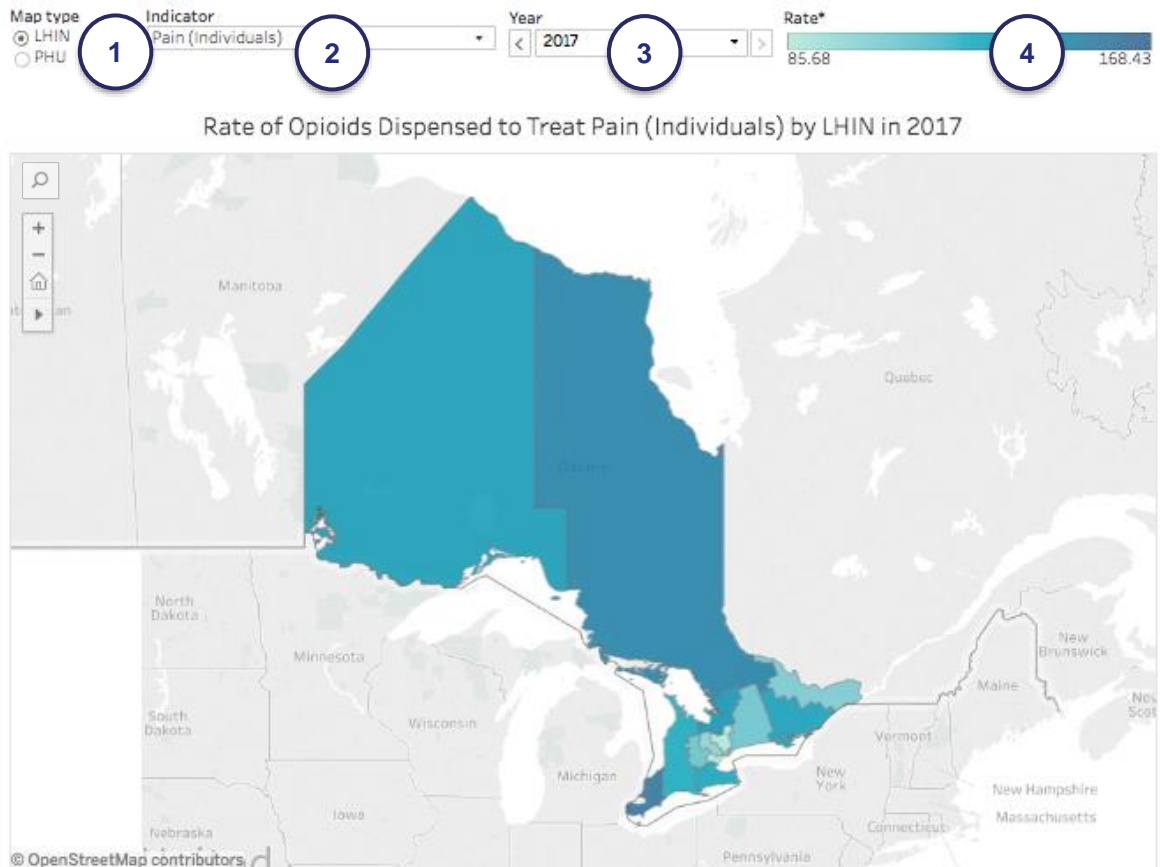 Map type
LHIN
PHU
1
Indicator
Pain (Individuals)
2
Year
2017
3
Rate*
85.68
168.43
4
Rate of Opioids Dispensed to Treat Pain (Individuals) by LHIN in 2017
Manitoba
an
Quebec
Ontario
North
Dakota
Minnesota
New
Brunswick
Maine
South
Dakota
Wisconsin
Vermont
Michigan
New
York
New Hampshire
Massachusetts
Iowa
Connecticut
Nebraska
Pennsylvania
© OpenStreetMap contributors